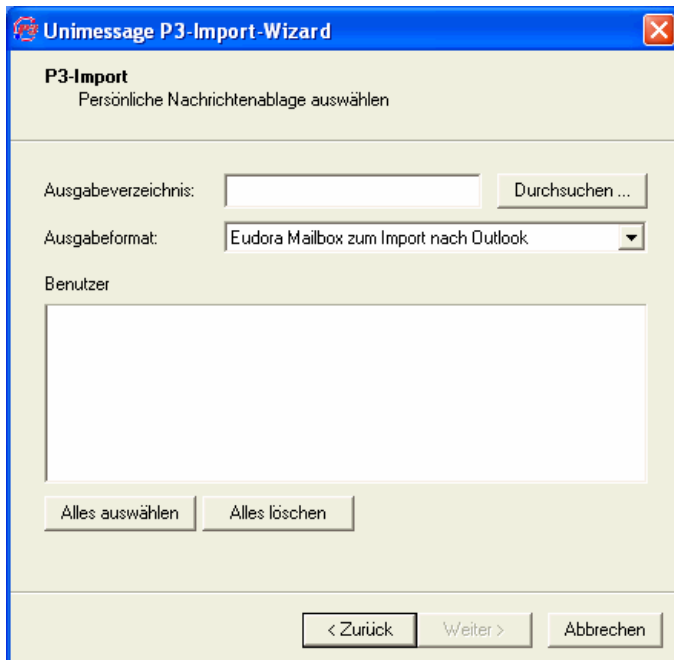 Unimessage P3-Import-Wizard
P3-Import
Persönliche Nachrichtenablage auswählen
Ausgabeverzeichnis:
Durchsuchen ...
Ausgabeformat:
Eudora Mailbox zum Import nach Outlook
Benutzer
Alles auswählen
Alles löschen
< Zurück
Weiter >
Abbrechen